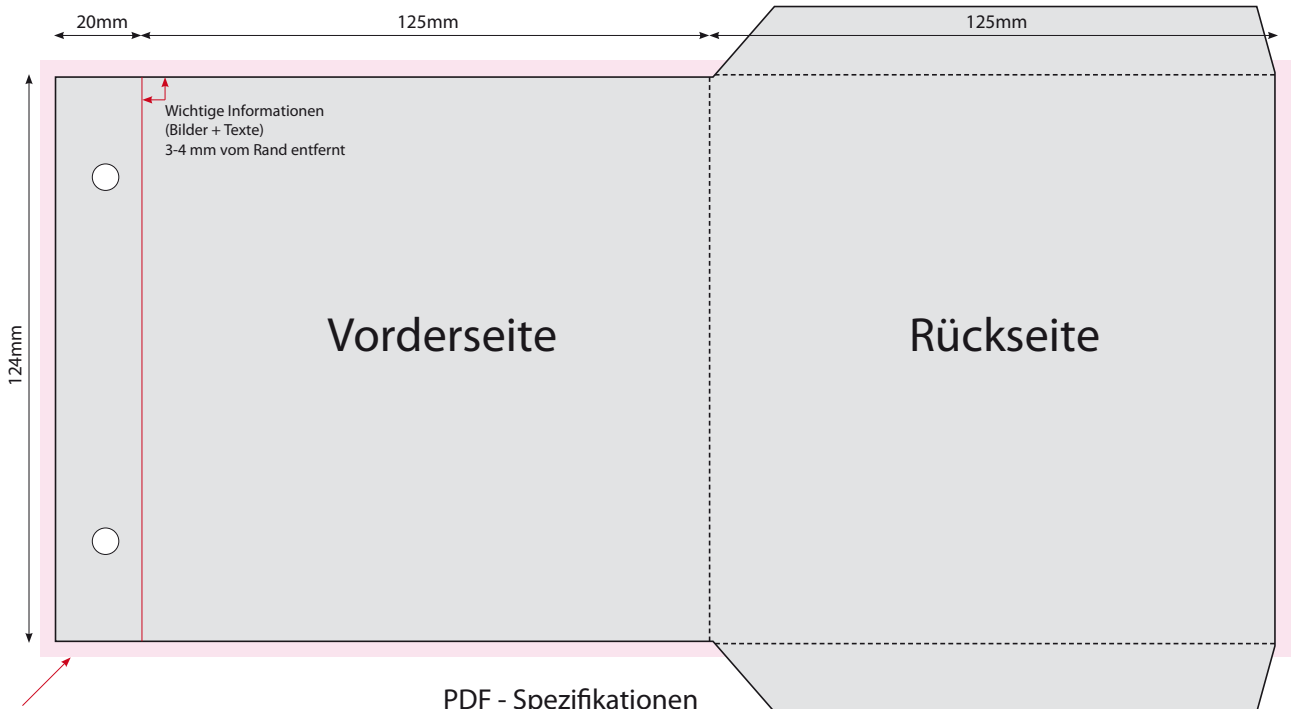 20mm
125mm
125mm
Wichtige Informationen
(Bilder + Texte)
3-4 mm vom Rand entfernt
124mm
Vorderseite
Rückseite
PDF - Spezifikationen